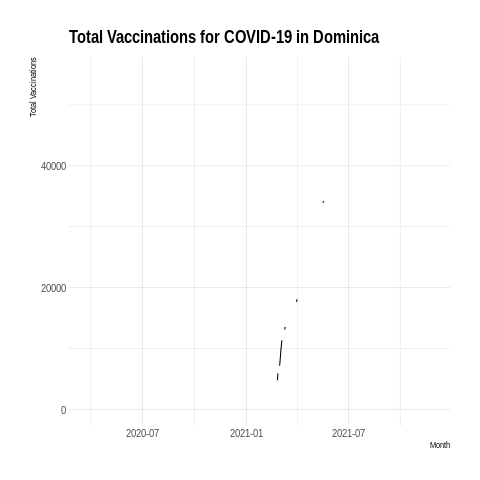 Total Vaccinations for COVID-19 in Dominica
Total Vaccinations
40000
20000
0
2020-07 2021-01 2021-07
Month